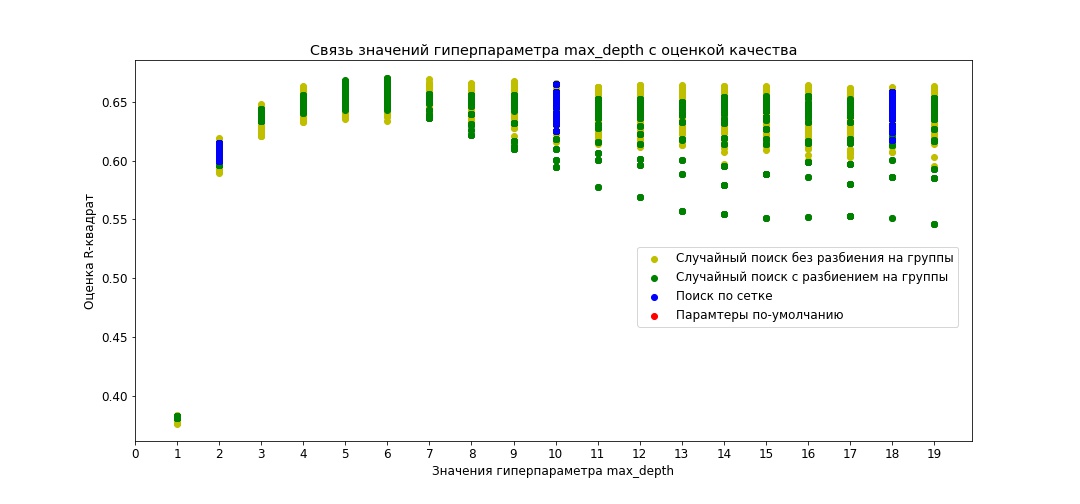 Связь значений гиперпараметра max_depth с оценкой качества
Оценка R-квадрат
0.65
0.60
0.55
0.50
0.45
0.40
Случайный поиск без разбиения на группы
Случайный поиск с разбиением на группы
Поиск по сетке
Парамтеры по-умолчанию
0 1 2 3 4 5 6 7 8 9 10 11 12 13 14 15 16 17 18 19
Значения гиперпараметра max_depth